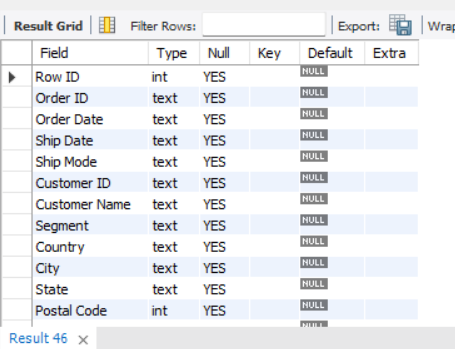 Result Grid Filter Rows: Export: Wrap
Field Type Null Key Default Extra
Row ID int YES NULL
Order ID text YES NULL
Order Date text YES NULL
Ship Date text YES NULL
Ship Mode text YES NULL
Customer ID text YES NULL
Customer Name text YES NULL
Segment text YES NULL
Country text YES NULL
City text YES NULL
State text YES NULL
Postal Code int YES NULL
NULL
Result 46